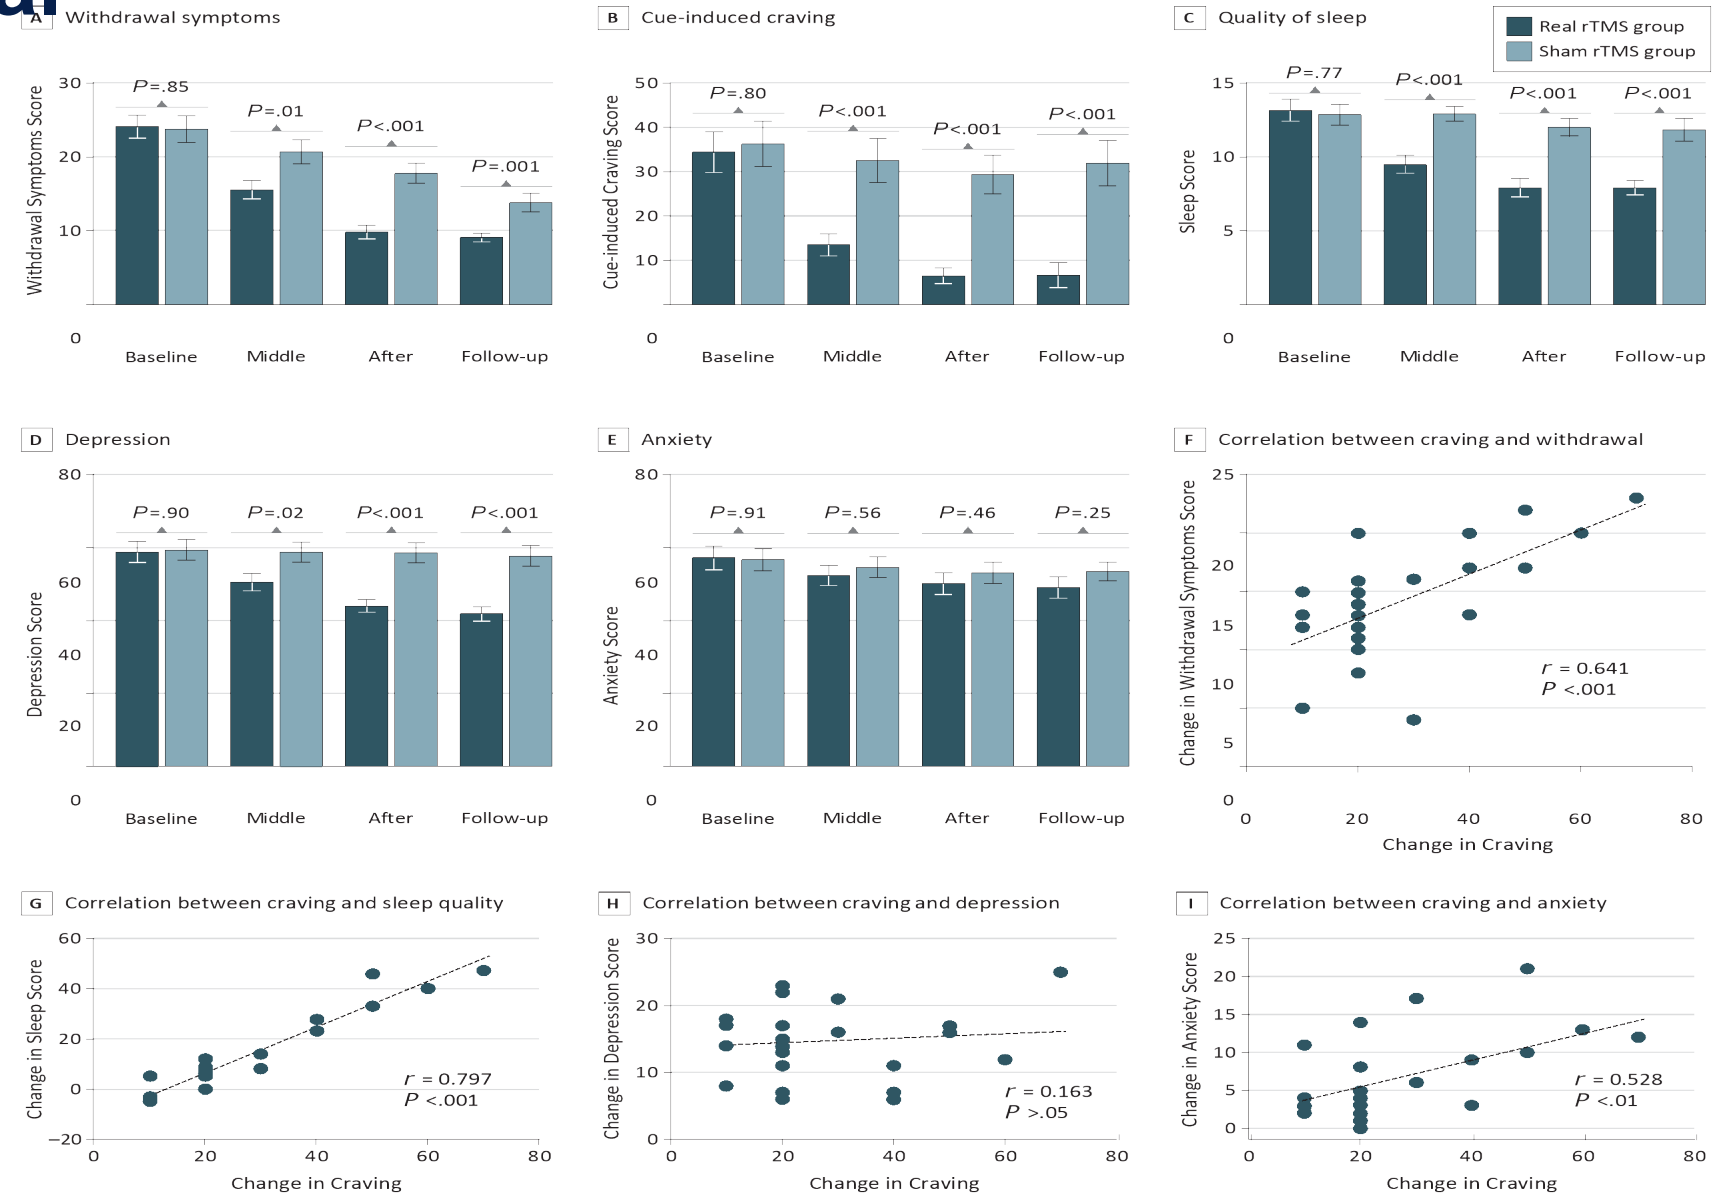 al
A Withdrawal symptoms
B Cue-induced craving
C Quality of sleep
Real rTMS group
Sham rTMS group
Withdrawal Symptoms Score
30
20
10
0
P=.85
P=.01
P<.001
P=.001
Baseline
Middle
After
Follow-up
Cue-induced Craving Score
50
40
30
20
10
0
P=.80
P<.001
P<.001
P<.001
Baseline
Middle
After
Follow-up
Sleep Score
15
10
5
0
P=.77
P<.001
P<.001
P<.001
Baseline
Middle
After
Follow-up
D Depression
Depression Score
80
60
40
20
0
P=.90
P=.02
P<.001
P<.001
Baseline
Middle
After
Follow-up
E Anxiety
Anxiety Score
80
60
40
20
0
P=.91
P=.56
P=.46
P=.25
Baseline
Middle
After
Follow-up
F Correlation between craving and withdrawal
Change in Withdrawal Symptoms Score
25
20
15
10
5
0
r = 0.641
P <.001
0 20 40 60 80
Change in Craving
G Correlation between craving and sleep quality
Change in Sleep Score
60
40
20
0
−20
r = 0.797
P <.001
0 20 40 60 80
Change in Craving
H Correlation between craving and depression
Change in Depression Score
30
20
10
0
r = 0.163
P >.05
0 20 40 60 80
Change in Craving
I Correlation between craving and anxiety
Change in Anxiety Score
25
20
15
10
5
0
r = 0.528
P <.01
0 20 40 60 80
Change in Craving